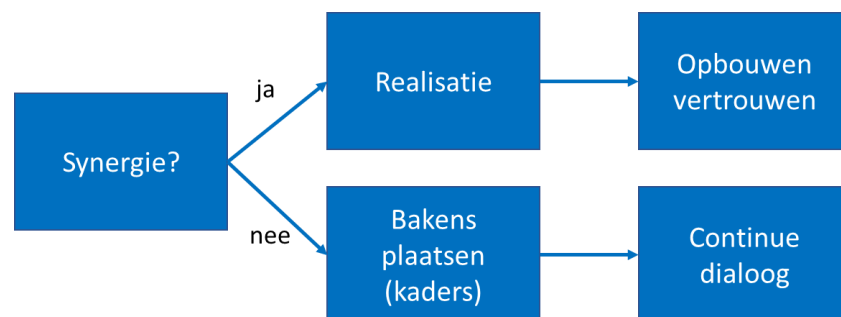 Synergie?
ja
Realisatie
Opbouwen
vertrouwen
nee
Bakens
plaatsen
(kaders)
Continue
dialoog